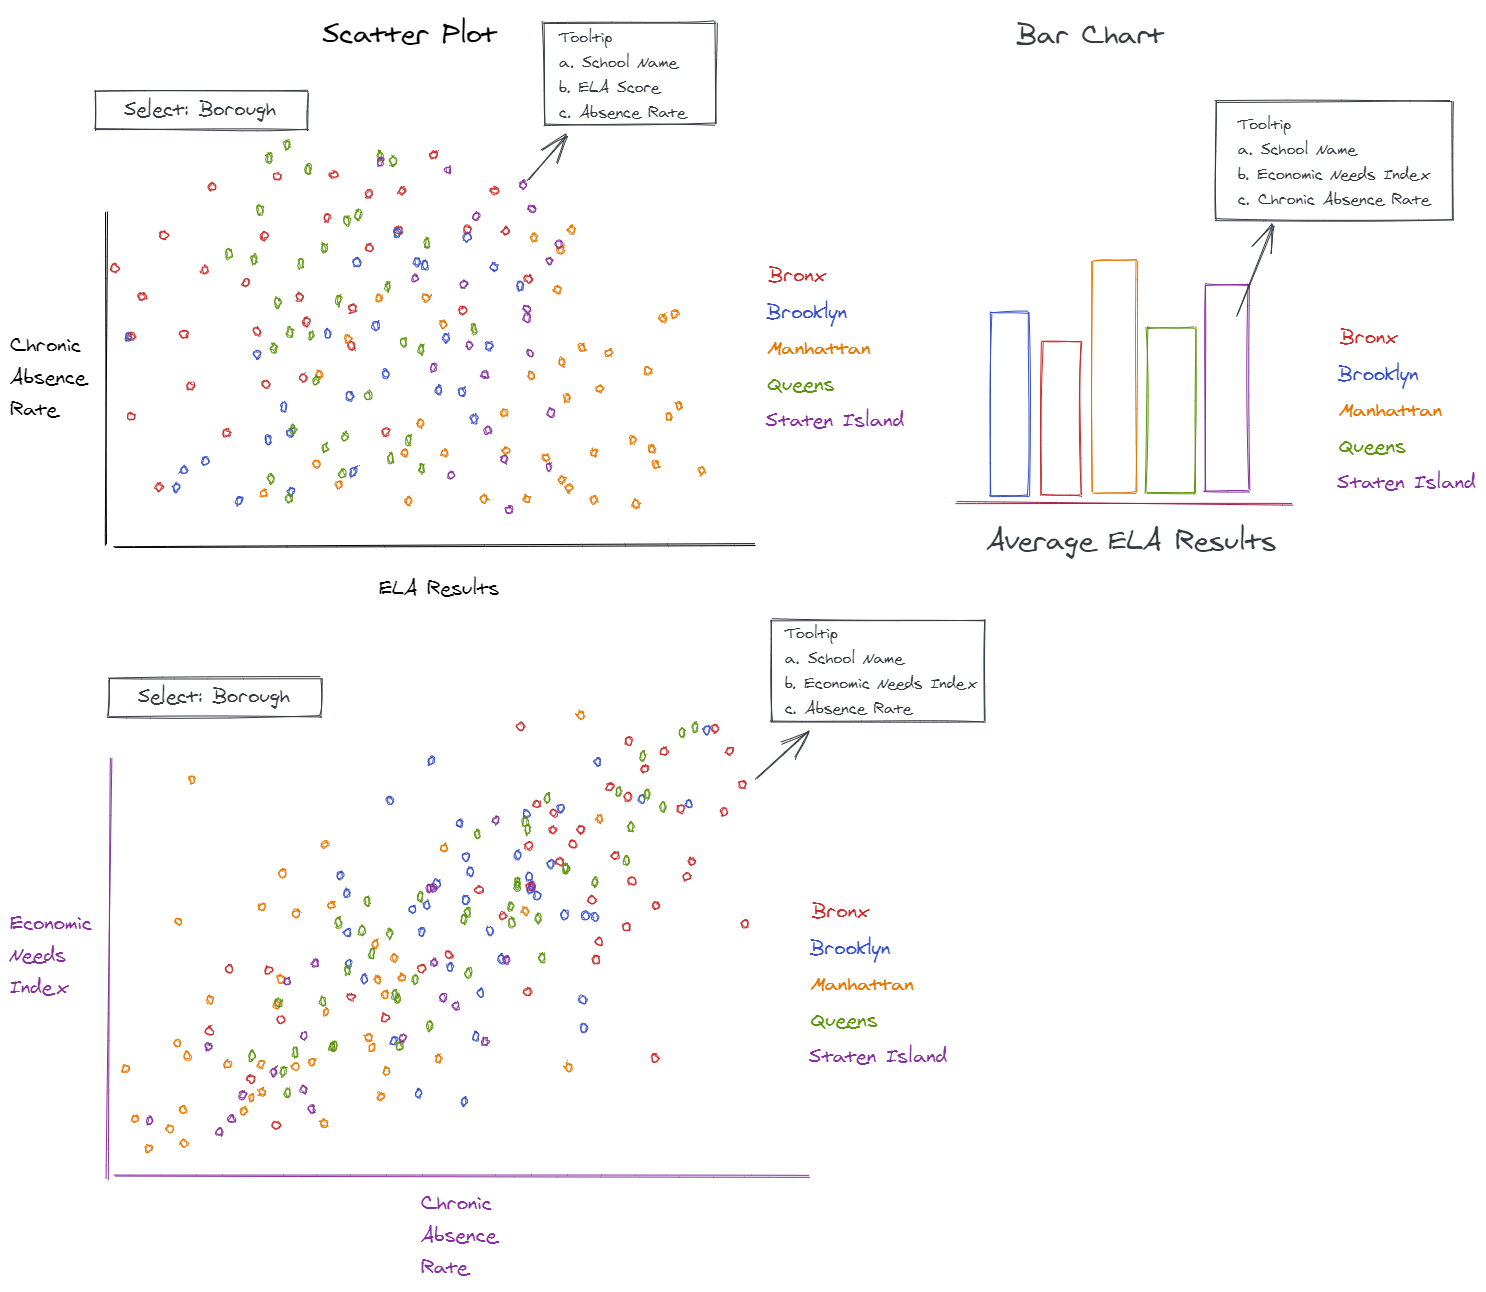 Scatter Plot
Tooltip
a. School Name
b. ELA Score
c. Absence Rate
Select: Borough
Chronic
Absence
Rate
Bronx
Brooklyn
Manhattan
Queens
Staten Island
ELA Results
Bar Chart
Tooltip
a. School Name
b. Economic Needs Index
c. Chronic Absence Rate
Bronx
Brooklyn
Manhattan
Queens
Staten Island
Average ELA Results
Select: Borough
Tooltip
a. School Name
b. Economic Needs Index
c. Absence Rate
Economic
Needs
Index
Bronx
Brooklyn
Manhattan
Queens
Staten Island
Chronic
Absence
Rate